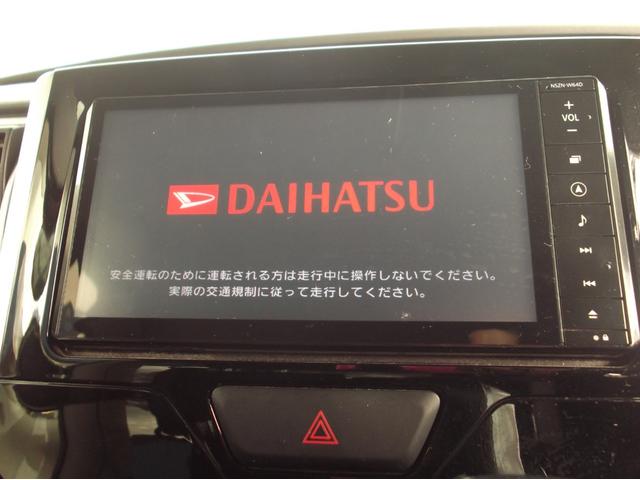 NSZN-W64D
+
VOL
−
DAIHATSU
安全運転のために運転される方は走行中に操作しないでください。
実際の交通規制に従って走行してください。